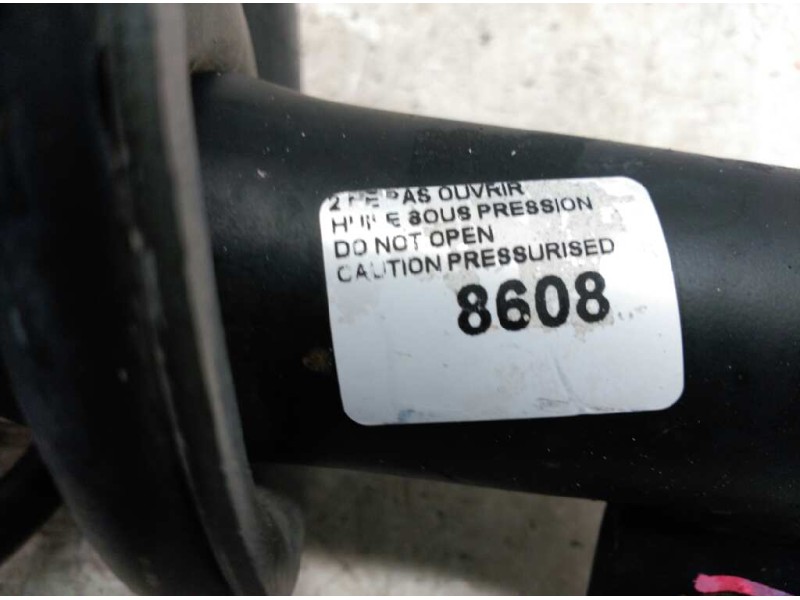 PAS OUVRIR
SOUS PRESSION
DO NOT OPEN
CAUTION PRESSURISED
8608